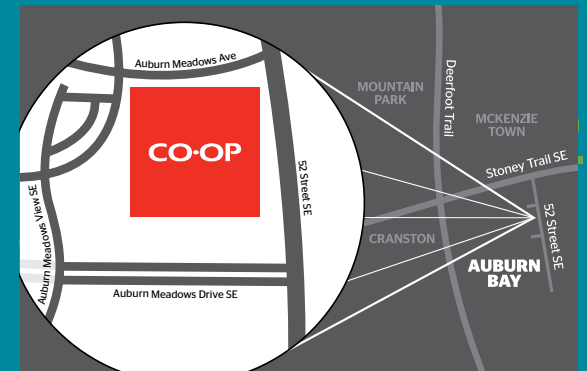 Auburn Meadows Ave
CO•OP
52 Street SE
Auburn Meadows View SE
Auburn Meadows Drive SE
MOUNTAIN
PARK
Deerfoot Trail
MCKENZIE
TOWN
Stoney Trail SE
52 Street SE
CRANSTON
AUBURN
BAY